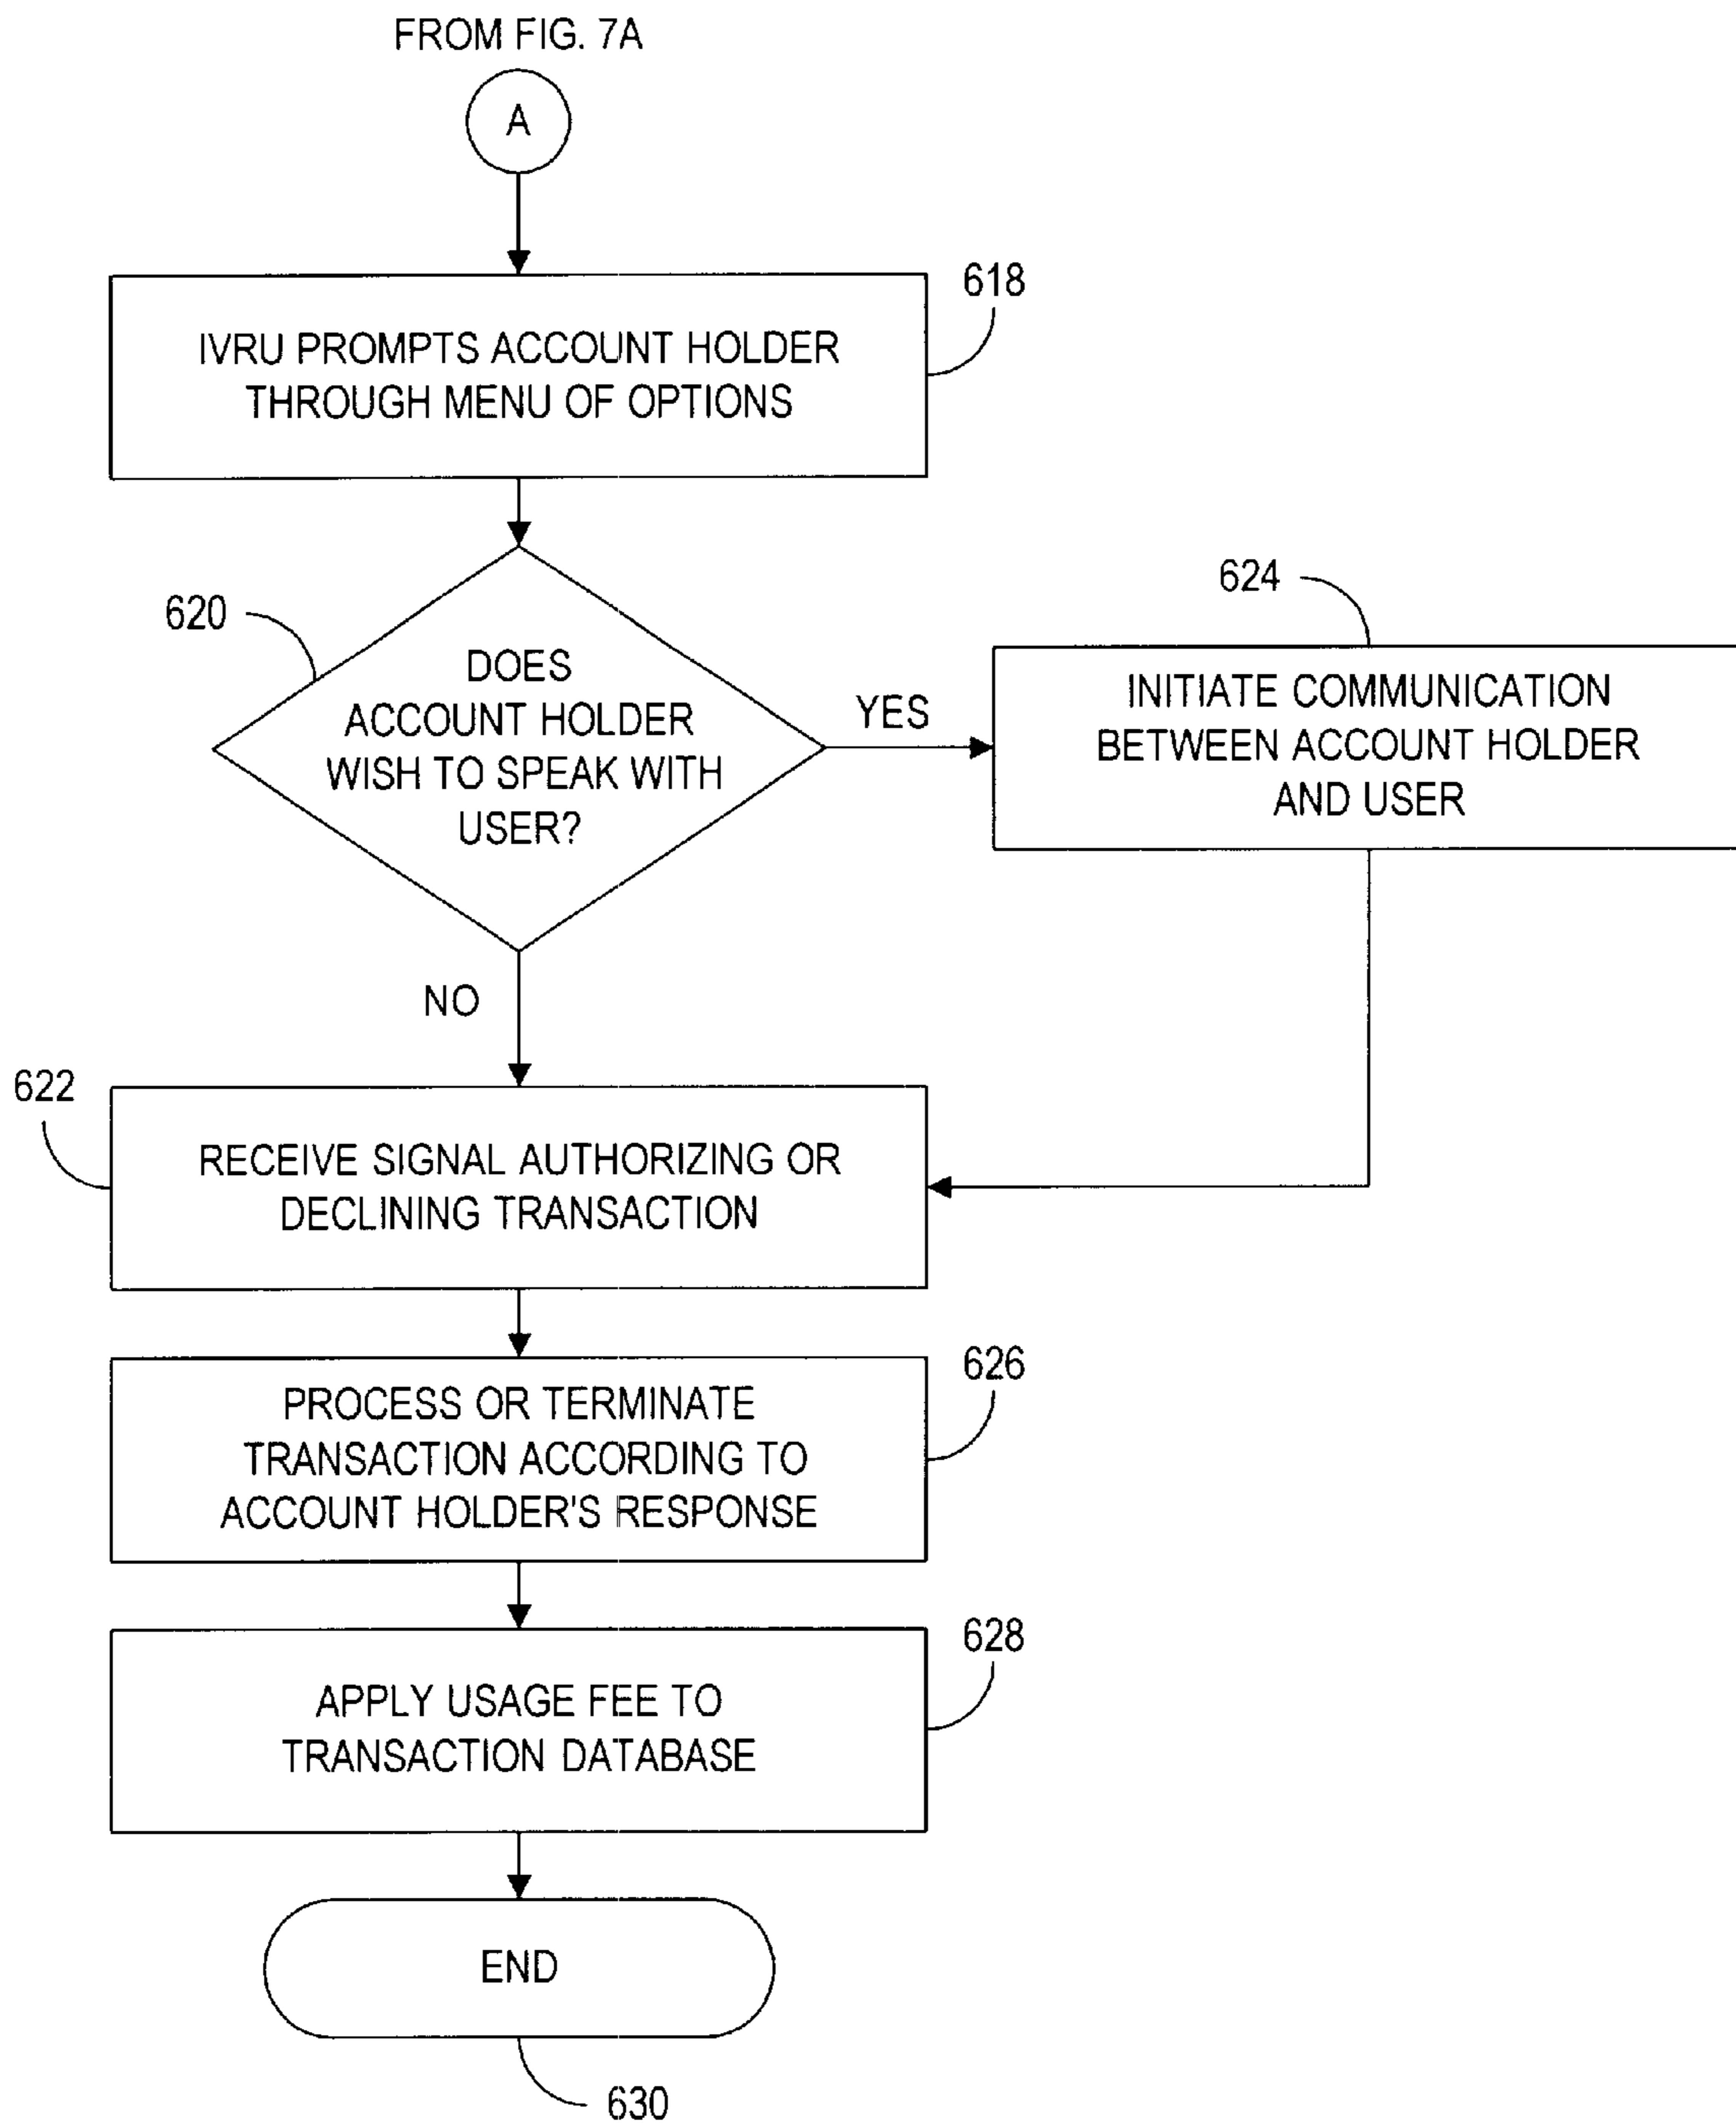 FROM FIG. 7A
A
618
IVRU PROMPTS ACCOUNT HOLDER
THROUGH MENU OF OPTIONS
620
DOES
ACCOUNT HOLDER
WISH TO SPEAK WITH
USER?
YES
624
INITIATE COMMUNICATION
BETWEEN ACCOUNT HOLDER
AND USER
NO
622
RECEIVE SIGNAL AUTHORIZING OR
DECLINING TRANSACTION
626
PROCESS OR TERMINATE
TRANSACTION ACCORDING TO
ACCOUNT HOLDER'S RESPONSE
628
APPLY USAGE FEE TO
TRANSACTION DATABASE
END
630